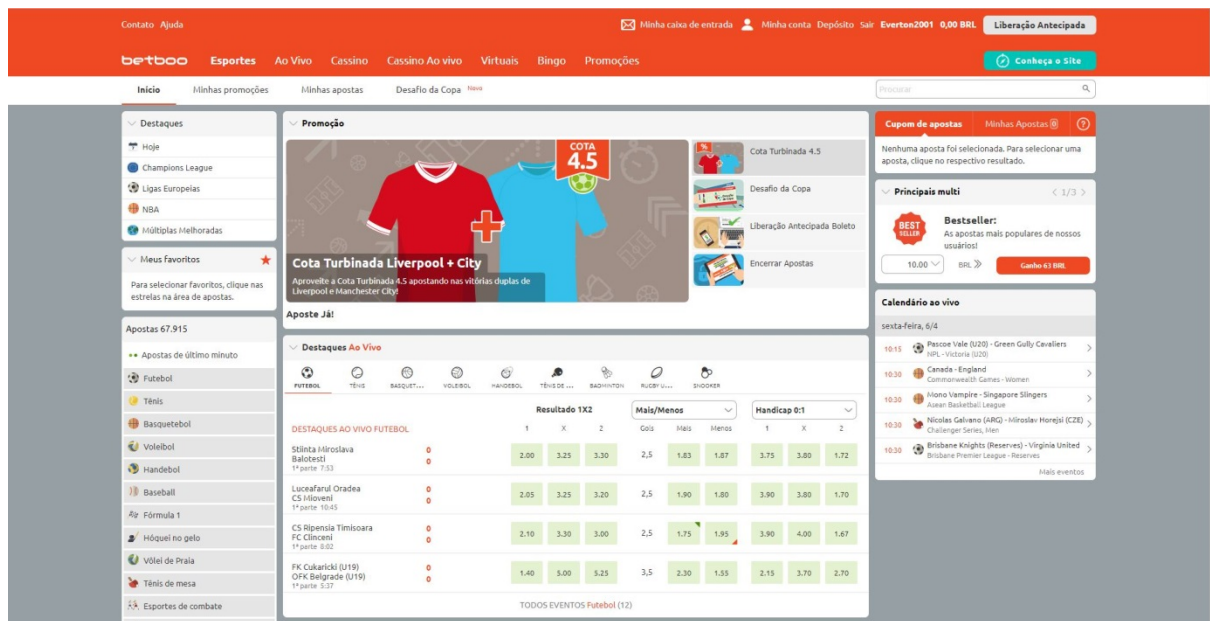 Contato Ajuda
Minha caixa de entrada Minha conta Depósito Sair Everton2001 0,00 BRL Liberação Antecipada
betboo Esportes Ao Vivo Cassino Cassino Ao vivo Virtuais Bingo Promoções Conheça o Site
Início Minhas promoções Minhas apostas Desafio da Copa Novo
Procurar
Destaques
Hoje
Champions League
Ligas Europeias
NBA
Múltiplas Melhoradas
Meus favoritos
Para selecionar favoritos, clique nas
estrelas na área de apostas.
Apostas 67.915
Apostas de último minuto
Futebol
Tênis
Basquetebol
Voleibol
Handebol
Baseball
Fórmula 1
Hóquei no gelo
Vôlei de Praia
Tênis de mesa
Esportes de combate
Promoção
COTA
4.5
Cota Turbinada Liverpool + City
Aproveite a Cota Turbinada 4.5 apostando nas vitórias duplas de
Liverpool e Manchester City!
Aposte Já!
Cota Turbinada 4.5
Desafio da Copa
Liberação Antecipada Boleto
Encerrar Apostas
Destaques Ao Vivo
FUTEBOL TÊNIS BASQUET... VOLEIBOL HANDEBOL TÊNIS DE ... BADMINTON RUGBY U... SNOOKER
Resultado 1X2 Mais/Menos Handicap 0:1
DESTAQUES AO VIVO FUTEBOL 1 X 2 Gols Mais Menos 1 X 2
Stiinta Miroslava 0
Balotesti 0
1ª parte 7:53
2.00 3.25 3.30 2,5 1.83 1.87 3.75 3.80 1.72
Luceafarul Oradea 0
CS Mioveni 0
1ª parte 10:45
2.05 3.25 3.20 2,5 1.90 1.80 3.90 3.80 1.70
CS Ripensia Timisoara 0
FC Clinceni 0
1ª parte 8:02
2.10 3.30 3.00 2,5 1.75 1.95 3.90 4.00 1.67
FK Cukaricki (U19) 0
OFK Belgrade (U19) 0
1ª parte 5:37
1.40 5.00 5.25 3,5 2.30 1.55 2.15 3.70 2.70
TODOS EVENTOS Futebol (12)
Cupom de apostas Minhas Apostas 0 ?
Nenhuma aposta foi selecionada. Para selecionar uma
aposta, clique no respectivo resultado.
Principais multi < 1/3 >
BEST
SELLER
Bestseller:
As apostas mais populares de nossos
usuários!
10.00 BRL Ganho 63 BRL
Calendário ao vivo
sexta-feira, 6/4
10:15 Pascoe Vale (U20) - Green Gully Cavaliers
NPL - Victoria (U20)
10:30 Canada - England
Commonwealth Games - Women
10:30 Mono Vampire - Singapore Slingers
Asean Basketball League
10:30 Nicolas Galvano (ARG) - Miroslav Horejsi (CZE)
Challenger Series, Men
10:30 Brisbane Knights (Reserves) - Virginia United
Brisbane Premier League - Reserves
Mais eventos